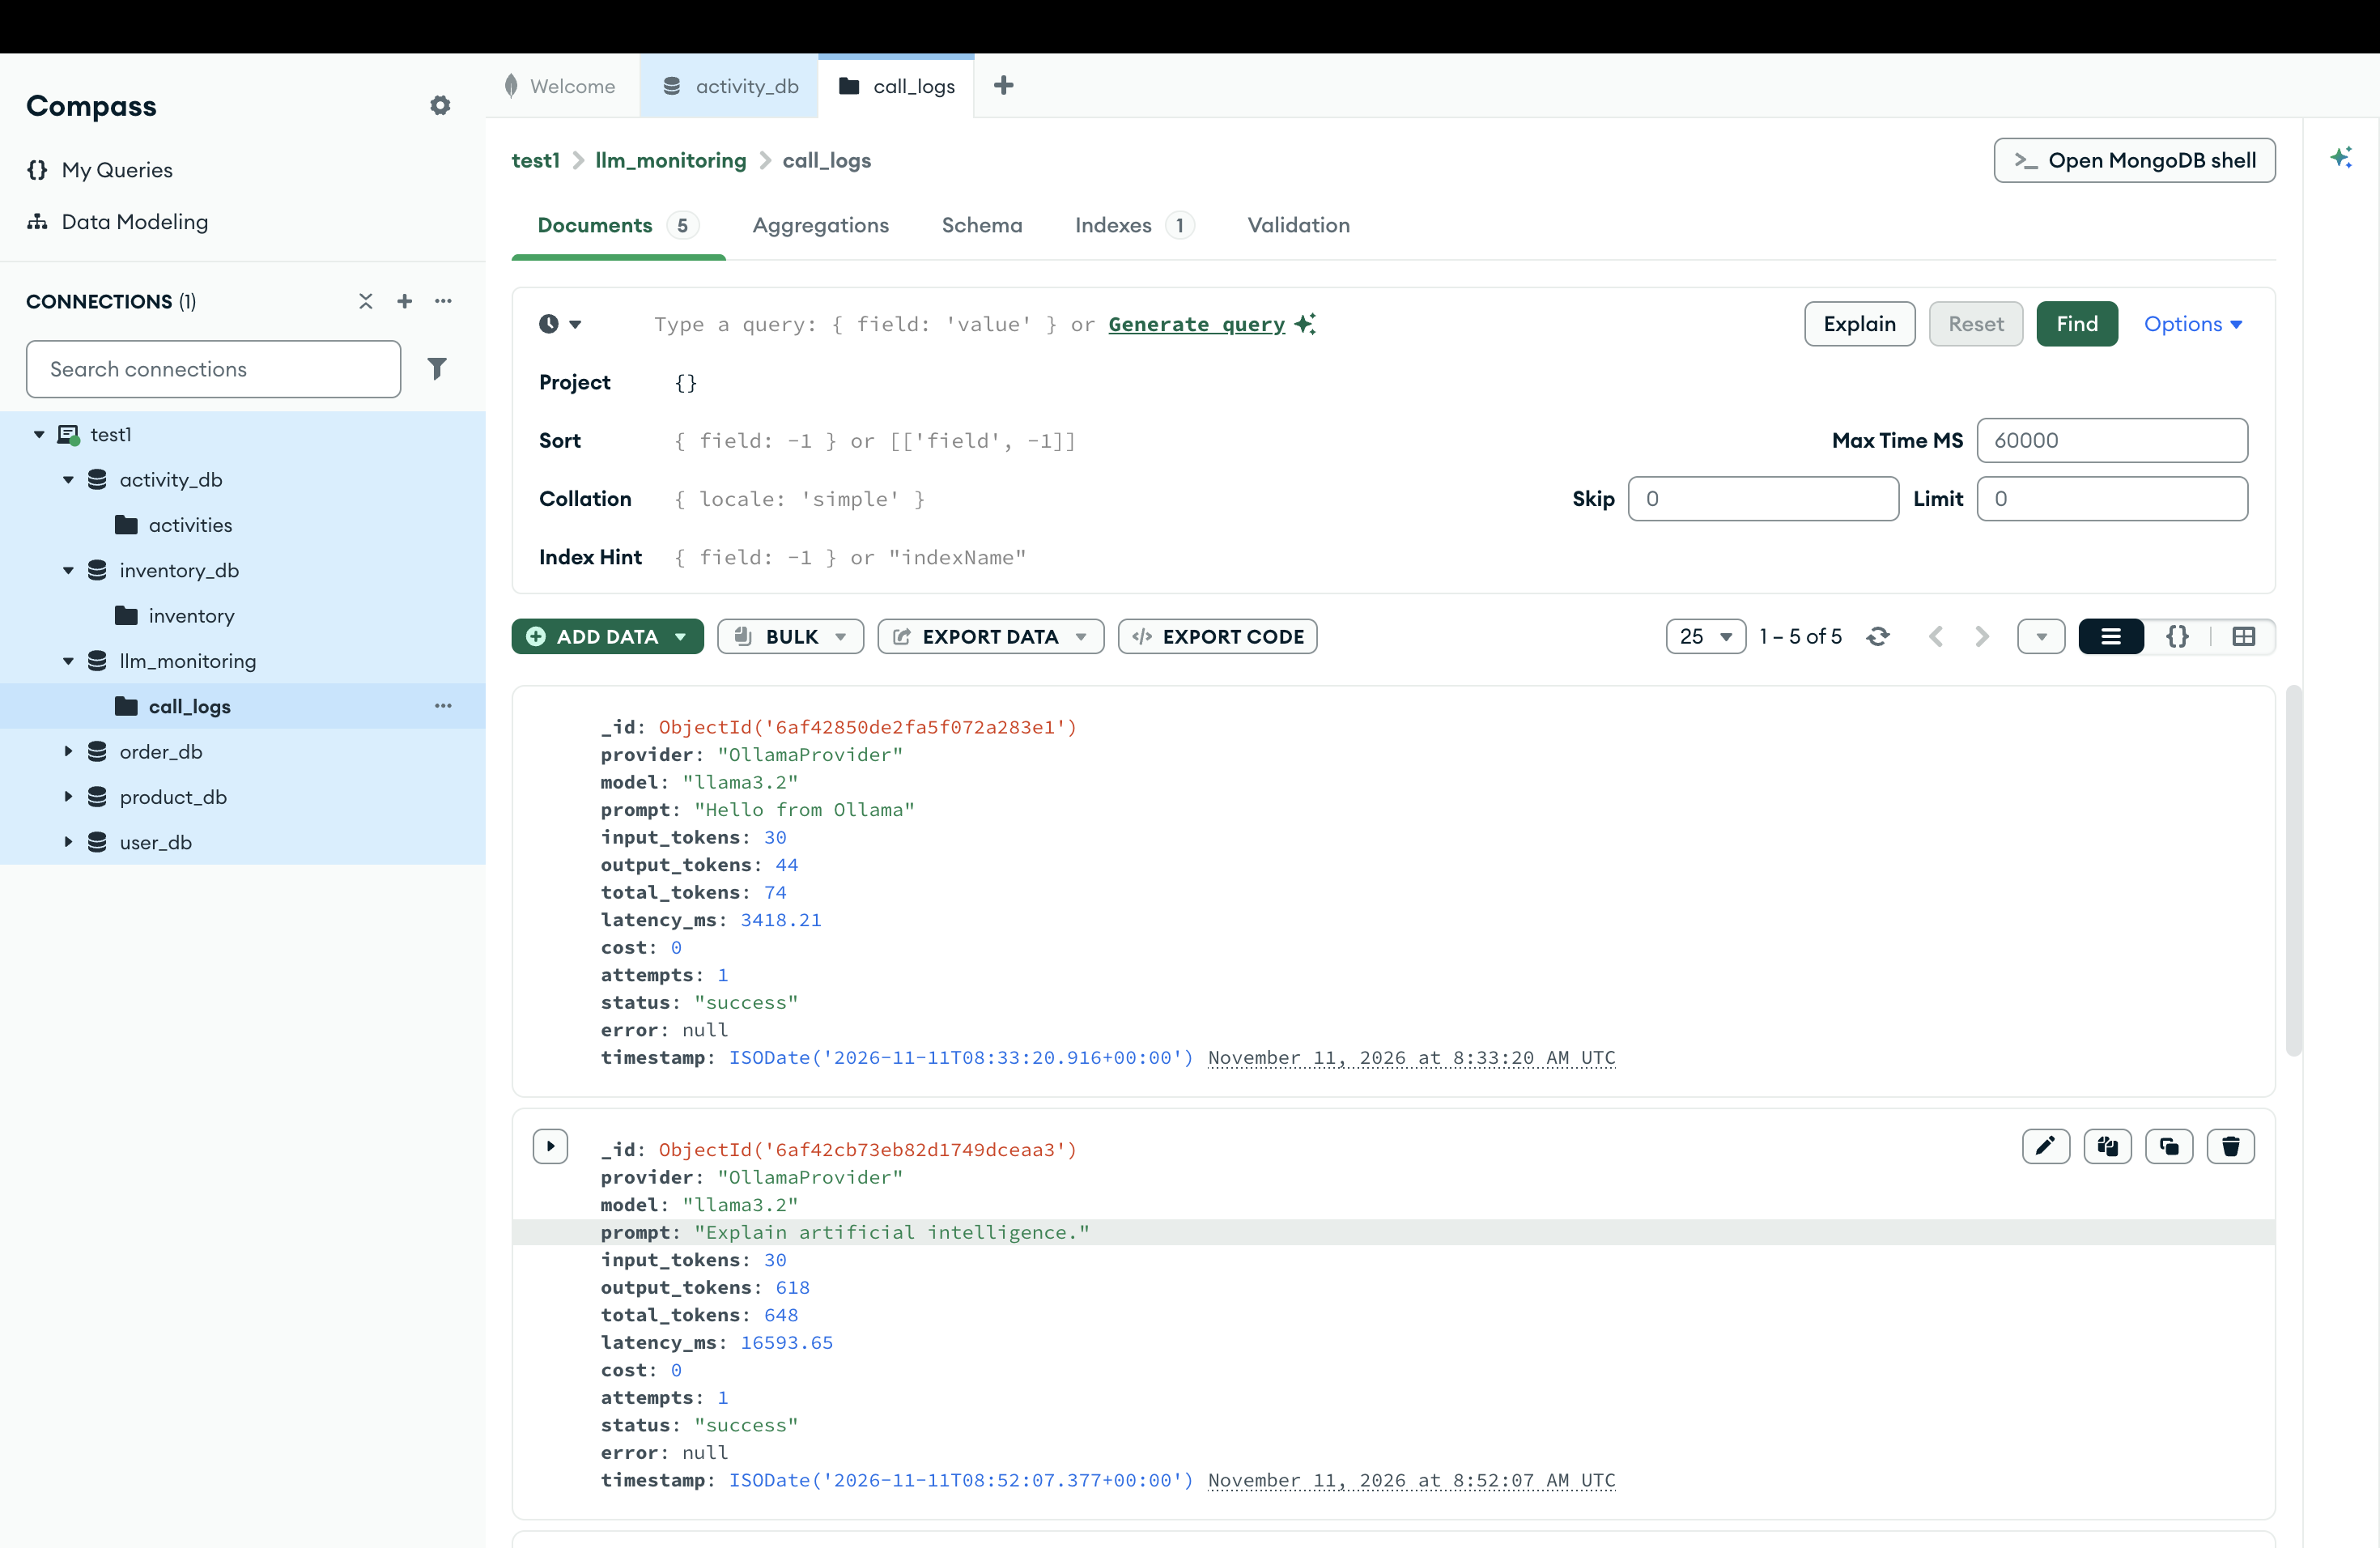 Compass
My Queries
Data Modeling
CONNECTIONS (1)
Search connections
test1
activity_db
activities
inventory_db
inventory
llm_monitoring
call_logs
order_db
product_db
user_db
Welcome
activity_db
call_logs
test1 > llm_monitoring > call_logs
>_ Open MongoDB shell
Documents 5 Aggregations Schema Indexes 1 Validation
Type a query: { field: 'value' } or Generate query
Explain Reset Find Options
Project {}
Sort { field: -1 } or [['field', -1]]
Max Time MS 60000
Collation { locale: 'simple' }
Skip 0 Limit 0
Index Hint { field: -1 } or "indexName"
ADD DATA BULK EXPORT DATA </> EXPORT CODE
25 1 – 5 of 5 {}
_id: ObjectId('6af42850de2fa5f072a283e1')
provider: "OllamaProvider"
model: "llama3.2"
prompt: "Hello from Ollama"
input_tokens: 30
output_tokens: 44
total_tokens: 74
latency_ms: 3418.21
cost: 0
attempts: 1
status: "success"
error: null
timestamp: ISODate('2026-11-11T08:33:20.916+00:00') November 11, 2026 at 8:33:20 AM UTC
_id: ObjectId('6af42cb73eb82d1749dceaa3')
provider: "OllamaProvider"
model: "llama3.2"
prompt: "Explain artificial intelligence."
input_tokens: 30
output_tokens: 618
total_tokens: 648
latency_ms: 16593.65
cost: 0
attempts: 1
status: "success"
error: null
timestamp: ISODate('2026-11-11T08:52:07.377+00:00') November 11, 2026 at 8:52:07 AM UTC